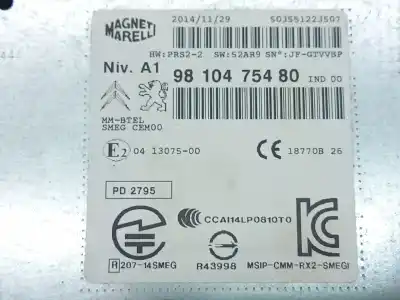 MAGNETI MARELLI
2014/11/29
503551223507
HW:PRS2-2 SW:52AR9 SN°:JF-GTVVBP
Niv. A1
98 104 754 80 IND 00
MM-BTEL
SMEG CEM00
E2 04 13075-00
CE 18770B 26
PD 2795
CCAI14LP0810T0
R 207-14SMEG
R43998
MSIP-CMM-RX2-SMEGI